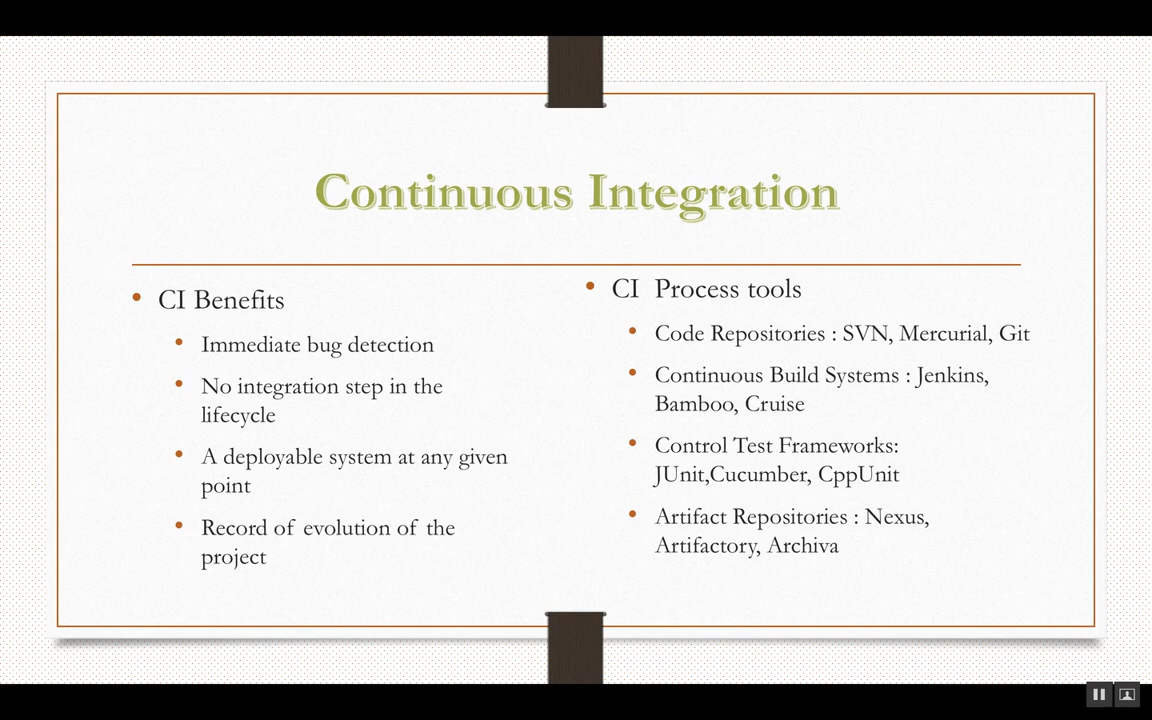 Continuous Integration
• CI Benefits
• Immediate bug detection
• No integration step in the
lifecycle
• A deployable system at any given
point
• Record of evolution of the
project
• CI  Process tools
• Code Repositories : SVN, Mercurial, Git
• Continuous Build Systems : Jenkins,
Bamboo, Cruise
• Control Test Frameworks:
JUnit,Cucumber, CppUnit
• Artifact Repositories : Nexus,
Artifactory, Archiva